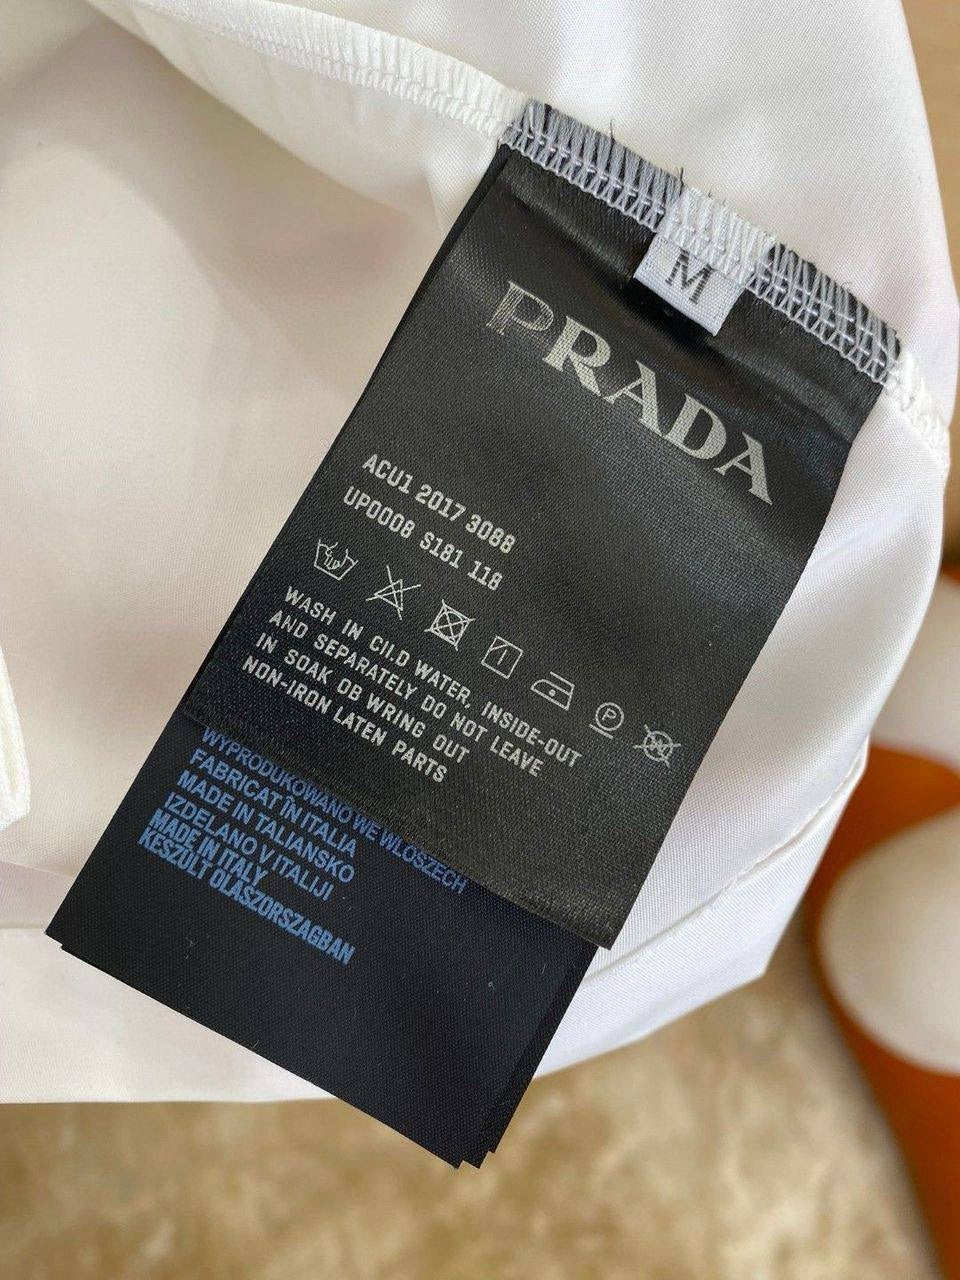 M
PRADA
ACU1 2017 3088
UP0008 S181 118
P
W
WASH IN CILD WATER, INSIDE-OUT
AND SEPARATELY DO NOT LEAVE
IN SOAK OB WRING OUT
NON-IRON LATEN PARTS
WYPRODUKOWANO WE WLOSZECH
FABRICAT ÎN ITALIA
MADE IN TALIANSKO
IZDELANO V ITALIJI
MADE IN ITALY
KESZULT OLASZORSZAGBAN